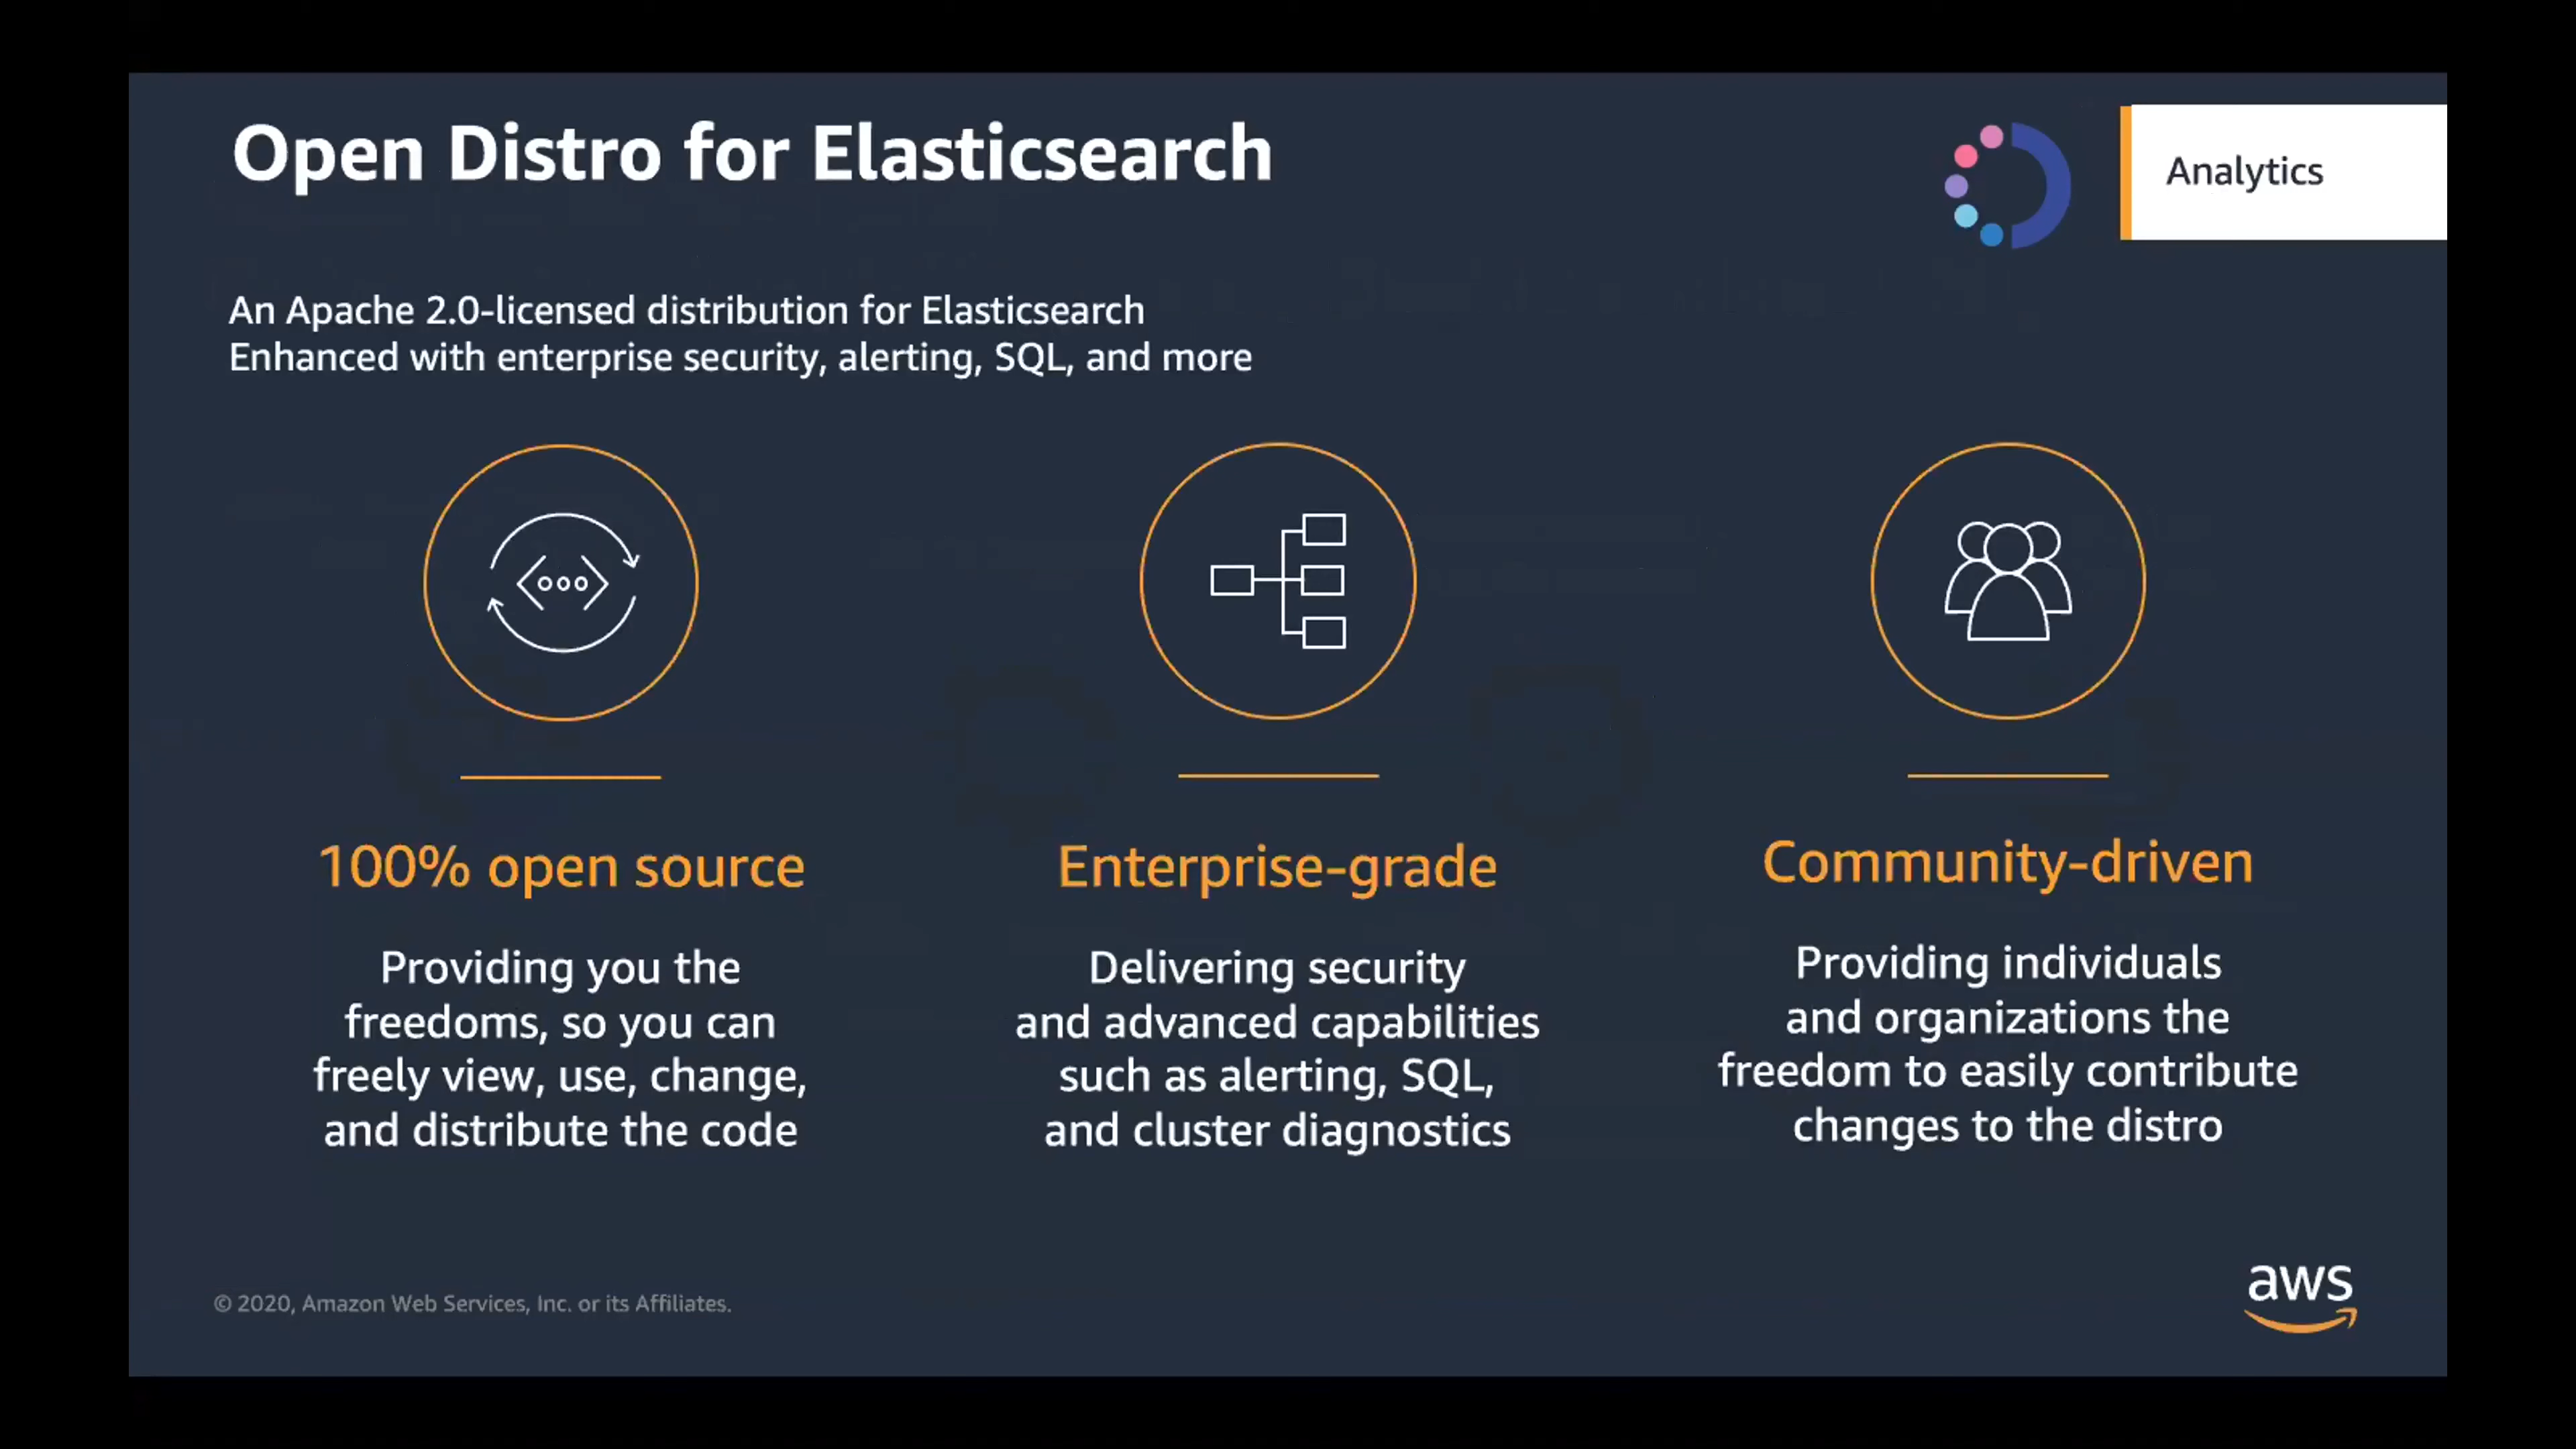 Open Distro for Elasticsearch
Analytics
An Apache 2.0-licensed distribution for Elasticsearch
Enhanced with enterprise security, alerting, SQL, and more
100% open source
Providing you the
freedoms, so you can
freely view, use, change,
and distribute the code
Enterprise-grade
Delivering security
and advanced capabilities
such as alerting, SQL,
and cluster diagnostics
Community-driven
Providing individuals
and organizations the
freedom to easily contribute
changes to the distro
© 2020, Amazon Web Services, Inc. or its Affiliates.
aws